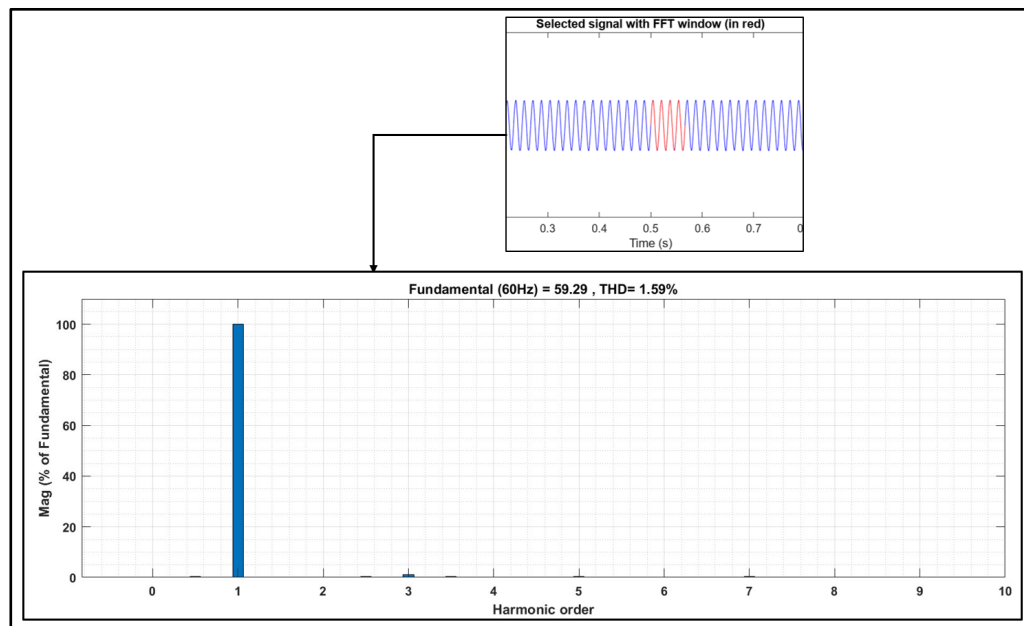 Selected signal with FFT window (in red)
0.3 0.4 0.5 0.6 0.7 0
Time (s)
Fundamental (60Hz) = 59.29 , THD= 1.59%
Mag (% of Fundamental)
100
80
60
40
20
0
0 1 2 3 4 5 6 7 8 9 10
Harmonic order